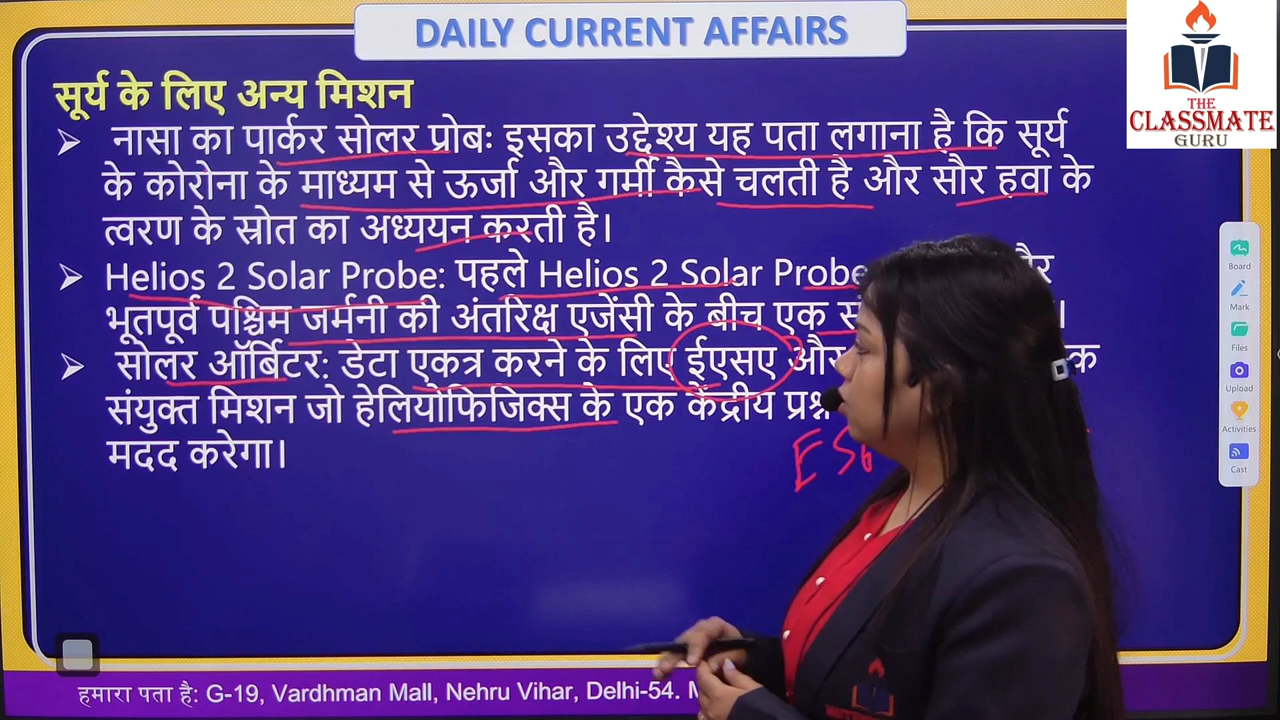 DAILY CURRENT AFFAIRS
THE
CLASSMATE
GURU
सूर्य के लिए अन्य मिशन
➤ नासा का पार्कर सोलर प्रोबः इसका उद्देश्य यह पता लगाना है कि सूर्य
के कोरोना के माध्यम से ऊर्जा और गर्मी कैसे चलती है और सौर हवा के
त्वरण के स्रोत का अध्ययन करती है।
➤ Helios 2 Solar Probe: पहले Helios 2 Solar Probe
भूतपूर्व पश्चिम जर्मनी की अंतरिक्ष एजेंसी के बीच एक
➤ सोलर ऑर्बिटर: डेटा एकत्र करने के लिए ईएसए और
संयुक्त मिशन जो हेलियोफिजिक्स के एक केंद्रीय प्रश्न
मदद करेगा।
Board
Mark
Files
Upload
Activities
Cast
हमारा पता है: G-19, Vardhman Mall, Nehru Vihar, Delhi-54.